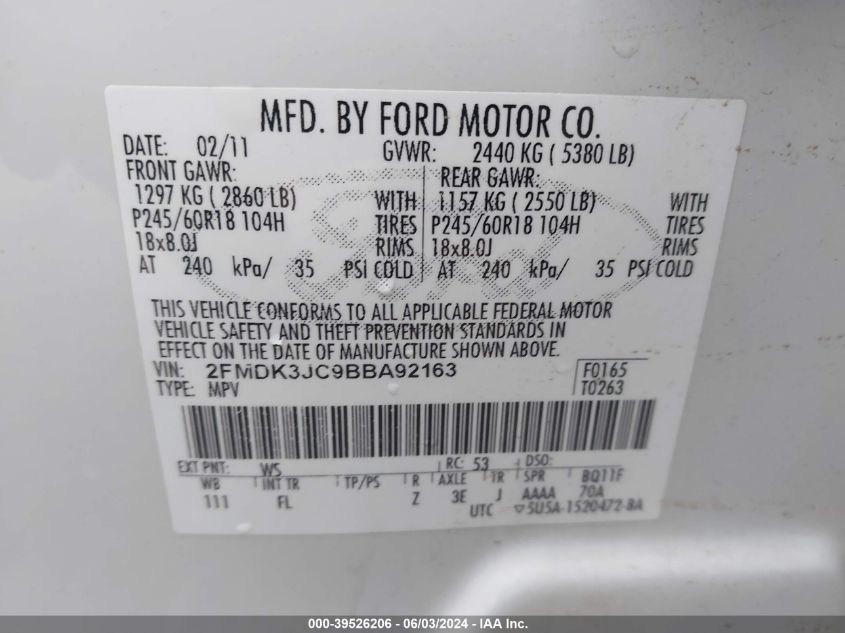 MFD. BY FORD MOTOR CO.
DATE: 02/11 GVWR: 2440 KG ( 5380 LB)
FRONT GAWR: REAR GAWR:
1297 KG ( 2860 LB) WITH 1157 KG ( 2550 LB) WITH
P245/60R18 104H TIRES P245/60R18 104H TIRES
18x8.0J RIMS 18x8.0J RIMS
AT 240 kPa/ 35 PSI COLD AT 240 kPa/ 35 PSI COLD
THIS VEHICLE CONFORMS TO ALL APPLICABLE FEDERAL MOTOR
VEHICLE SAFETY AND THEFT PREVENTION STANDARDS IN
EFFECT ON THE DATE OF MANUFACTURE SHOWN ABOVE.
VIN: 2FMDK3JC9BBA92163 F0165
TYPE: MPV T0263
EXT PNT: WS RC: 53 DSO:
WB INT TR TP/PS R AXLE TR SPR BQ11F
111 FL Z 3E J AAAA 70A
UTC ▽5U5A-1520472-BA
000-39526206 - 06/03/2024 - IAA Inc.